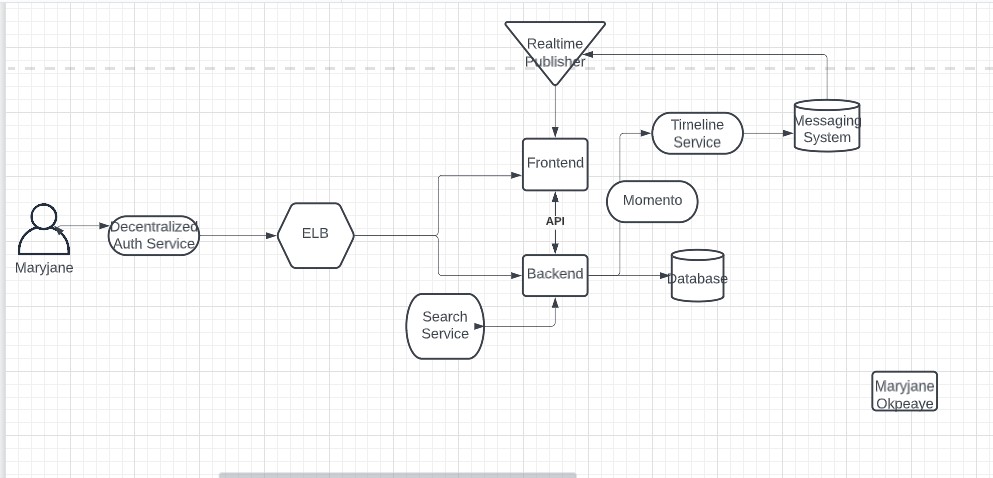 Realtime
Publisher
Timeline
Service
Messaging
System
Frontend
Momento
Decentralized
Auth Service
ELB
API
Maryjane
Backend
Database
Search
Service
Maryjane
Okpeaye